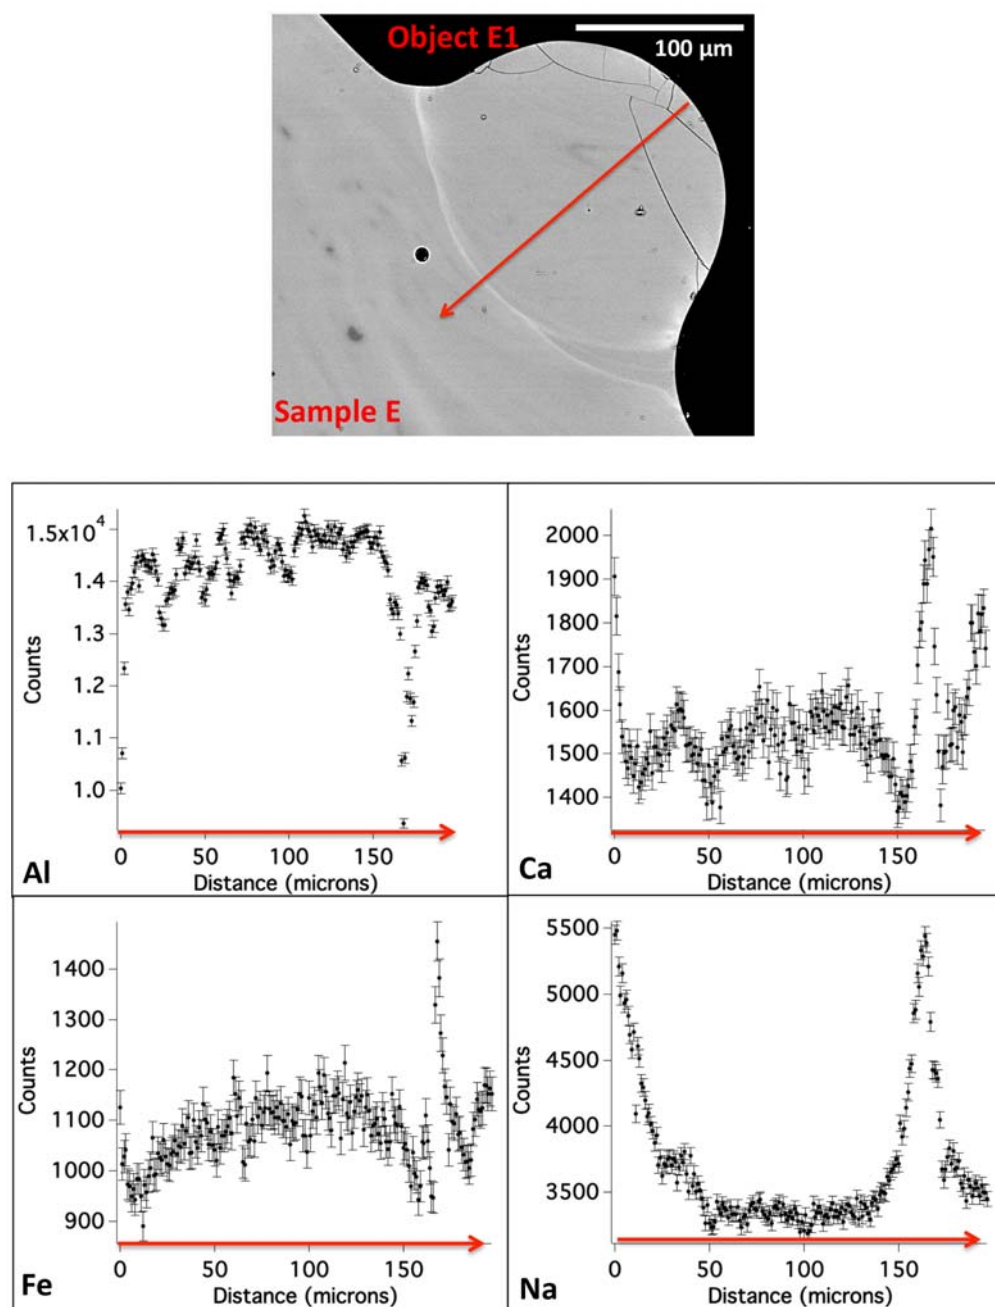 Object E1
100 µm
Sample E
1.5x10⁴
1.4
1.3
1.2
1.1
1.0
Counts
0 50 100 150
Distance (microns)
Al
2000
1900
1800
1700
1600
1500
1400
Counts
0 50 100 150
Distance (microns)
Ca
1400
1300
1200
1100
1000
900
Counts
0 50 100 150
Distance (microns)
Fe
5500
5000
4500
4000
3500
Counts
0 50 100 150
Distance (microns)
Na